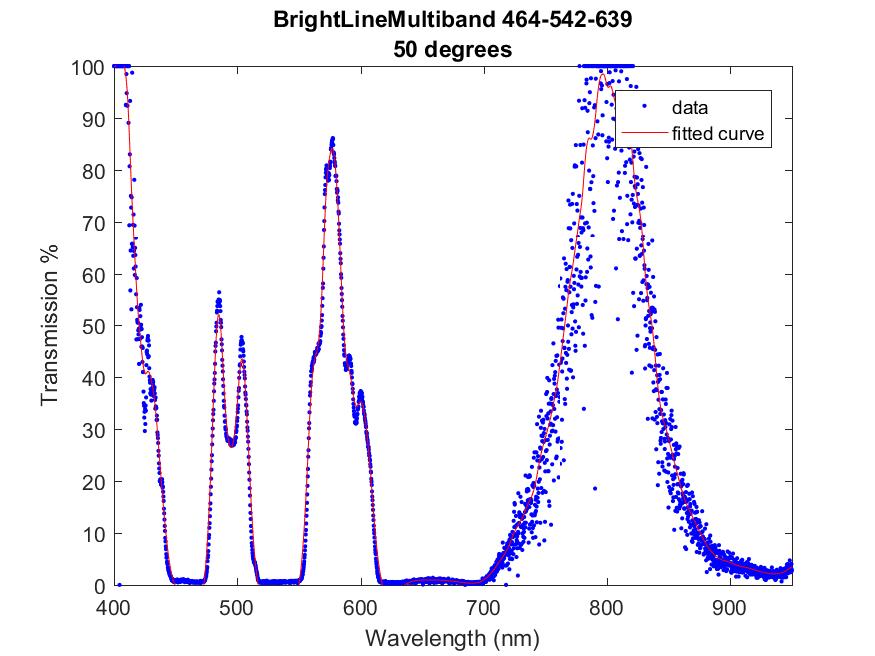 BrightLineMultiband 464-542-639
50 degrees
100
90
80
70
60
50
40
30
20
10
0
Transmission %
data
fitted curve
400
500
600
700
800
900
Wavelength (nm)